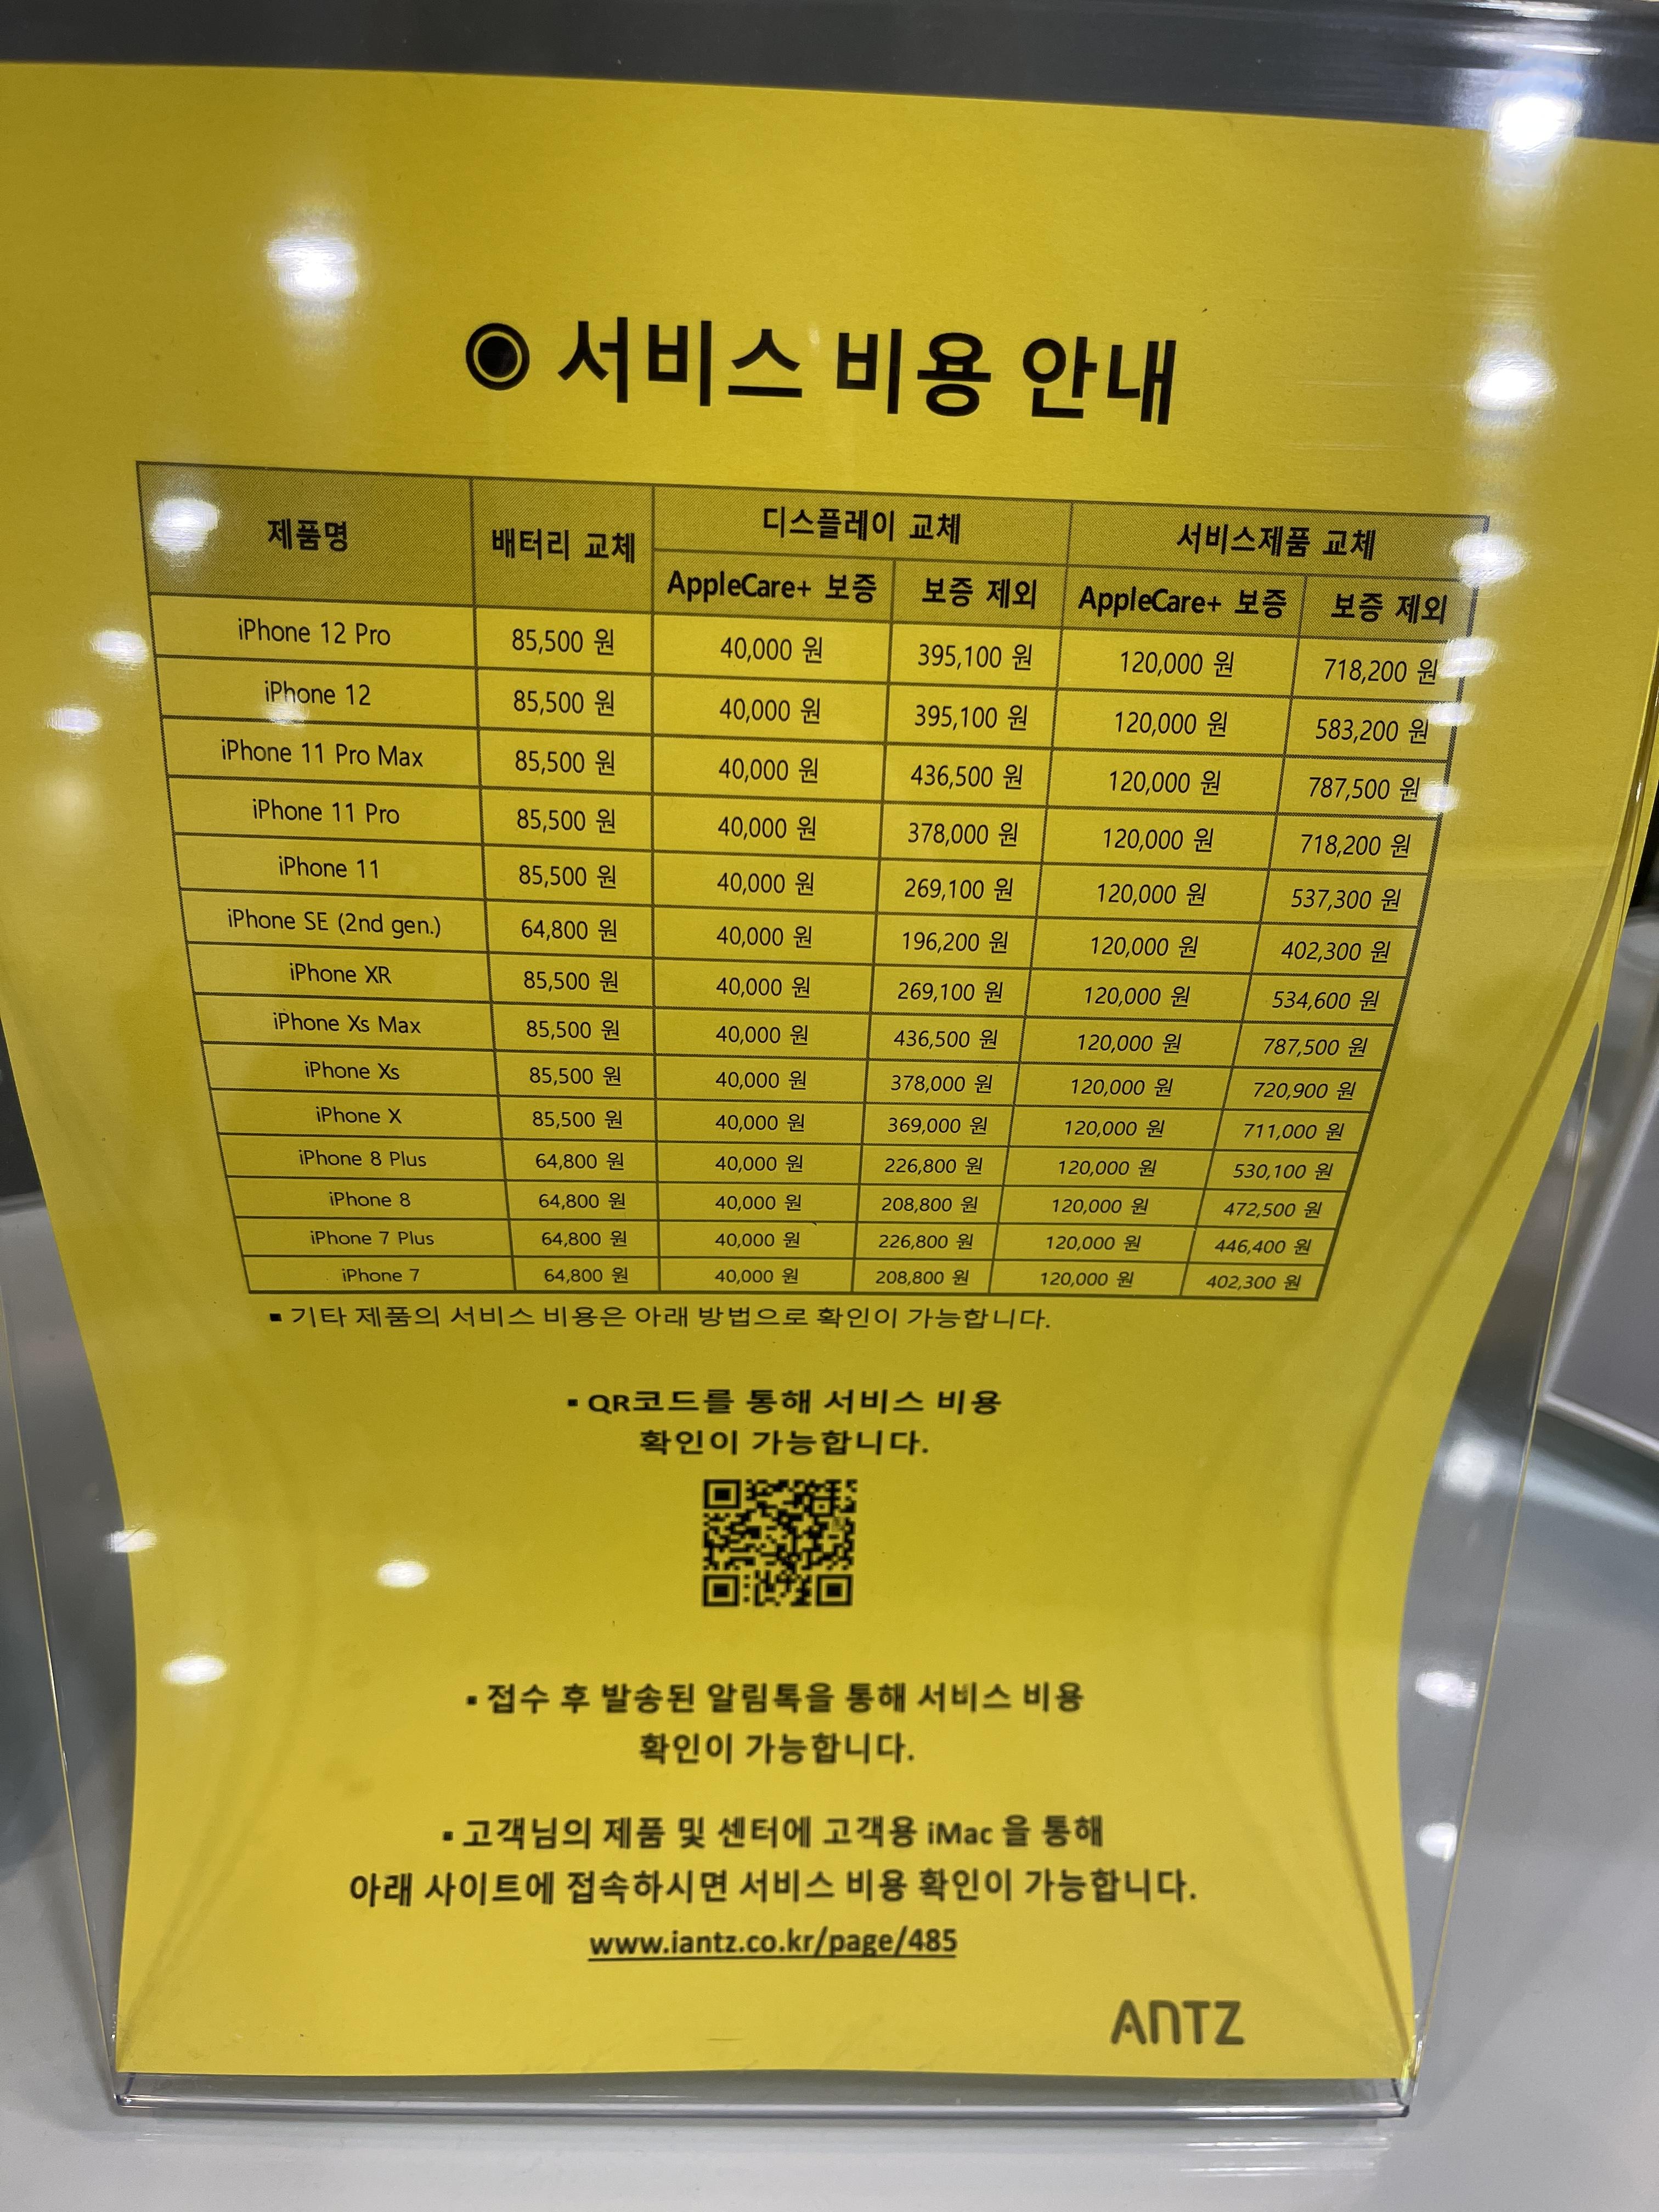 ◉ 서비스 비용 안내
제품명 배터리 교체 디스플레이 교체 서비스제품 교체
AppleCare+ 보증 보증 제외 AppleCare+ 보증 보증 제외
iPhone 12 Pro 85,500 원 40,000 원 395,100 원 120,000 원 718,200 원
iPhone 12 85,500 원 40,000 원 395,100 원 120,000 원 583,200 원
iPhone 11 Pro Max 85,500 원 40,000 원 436,500 원 120,000 원 787,500 원
iPhone 11 Pro 85,500 원 40,000 원 378,000 원 120,000 원 718,200 원
iPhone 11 85,500 원 40,000 원 269,100 원 120,000 원 537,300 원
iPhone SE (2nd gen.) 64,800 원 40,000 원 196,200 원 120,000 원 402,300 원
iPhone XR 85,500 원 40,000 원 269,100 원 120,000 원 534,600 원
iPhone Xs Max 85,500 원 40,000 원 436,500 원 120,000 원 787,500 원
iPhone Xs 85,500 원 40,000 원 378,000 원 120,000 원 720,900 원
iPhone X 85,500 원 40,000 원 369,000 원 120,000 원 711,000 원
iPhone 8 Plus 64,800 원 40,000 원 226,800 원 120,000 원 530,100 원
iPhone 8 64,800 원 40,000 원 208,800 원 120,000 원 472,500 원
iPhone 7 Plus 64,800 원 40,000 원 226,800 원 120,000 원 446,400 원
iPhone 7 64,800 원 40,000 원 208,800 원 120,000 원 402,300 원
▪ 기타 제품의 서비스 비용은 아래 방법으로 확인이 가능합니다.
▪ QR코드를 통해 서비스 비용
확인이 가능합니다.
▪ 접수 후 발송된 알림톡을 통해 서비스 비용
확인이 가능합니다.
▪ 고객님의 제품 및 센터에 고객용 iMac 을 통해
아래 사이트에 접속하시면 서비스 비용 확인이 가능합니다.
www.iantz.co.kr/page/485
ANTZ